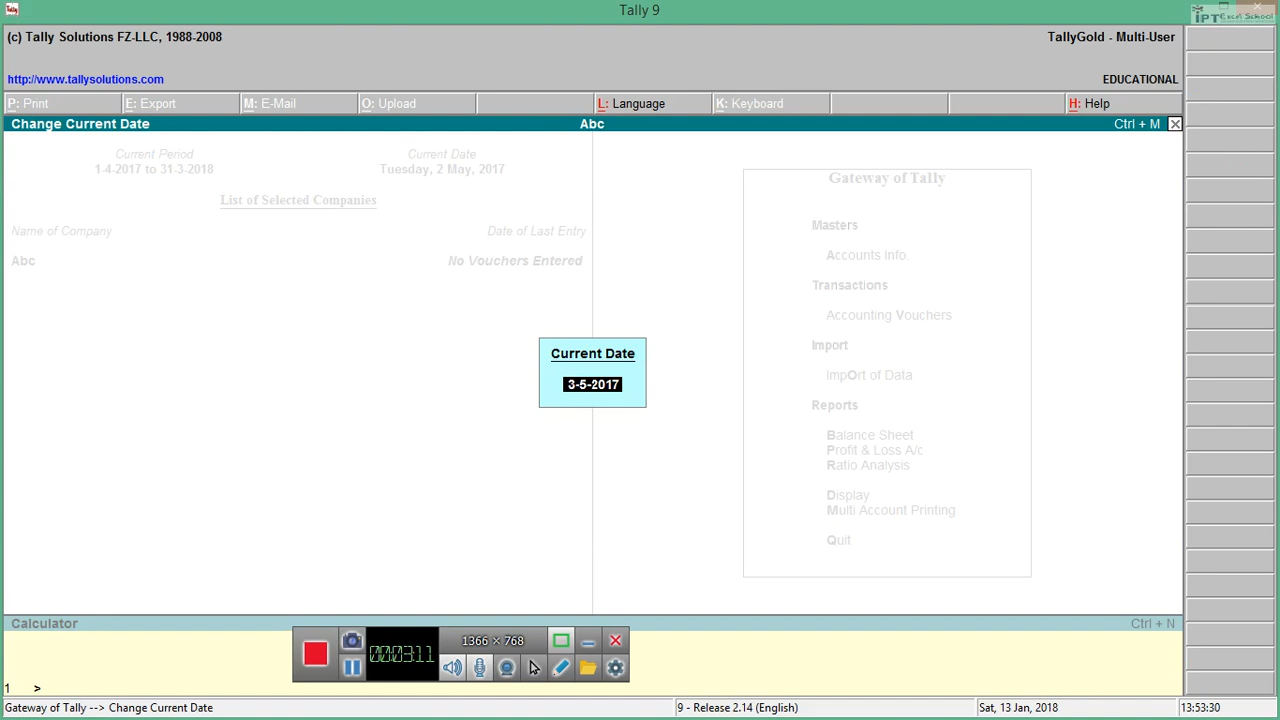 Tally
Tally 9
iPT Excel School
(c) Tally Solutions FZ-LLC, 1988-2008
TallyGold - Multi-User
http://www.tallysolutions.com
EDUCATIONAL
P: Print
E: Export
M: E-Mail
O: Upload
L: Language
K: Keyboard
H: Help
Change Current Date
Abc
Ctrl + M
Current Period
1-4-2017 to 31-3-2018
Current Date
Tuesday, 2 May, 2017
List of Selected Companies
Name of Company
Date of Last Entry
Abc
No Vouchers Entered
Gateway of Tally
Masters
Accounts Info.
Transactions
Accounting Vouchers
Import
ImpOrt of Data
Reports
Balance Sheet
Profit & Loss A/c
Ratio Analysis
Display
Multi Account Printing
Quit
Current Date
3-5-2017
Calculator
Ctrl + N
1366 × 768
000311
1 >
Gateway of Tally --> Change Current Date
9 - Release 2.14 (English)
Sat, 13 Jan, 2018
13:53:30